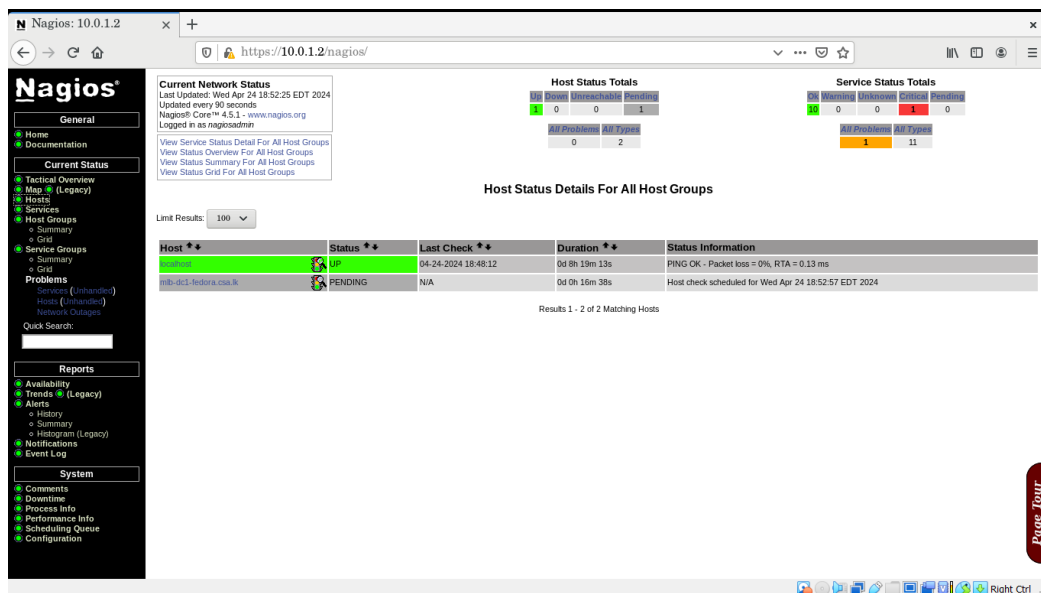 Nagios: 10.0.1.2
https://10.0.1.2/nagios/
Nagios®
General
Home
Documentation
Current Status
Tactical Overview
Map (Legacy)
Hosts
Services
Host Groups
Summary
Grid
Service Groups
Summary
Grid
Problems
Services (Unhandled)
Hosts (Unhandled)
Network Outages
Quick Search:
Reports
Availability
Trends (Legacy)
Alerts
History
Summary
Histogram (Legacy)
Notifications
Event Log
System
Comments
Downtime
Process Info
Performance Info
Scheduling Queue
Configuration
Current Network Status
Last Updated: Wed Apr 24 18:52:25 EDT 2024
Updated every 90 seconds
Nagios® Core™ 4.5.1 - www.nagios.org
Logged in as nagiosadmin
View Service Status Detail For All Host Groups
View Status Overview For All Host Groups
View Status Summary For All Host Groups
View Status Grid For All Host Groups
Host Status Totals
Up Down Unreachable Pending
1 0 0 1
All Problems All Types
0 2
Service Status Totals
Ok Warning Unknown Critical Pending
10 0 0 1 0
All Problems All Types
1 11
Host Status Details For All Host Groups
Limit Results: 100
Host Status Last Check Duration Status Information
localhost UP 04-24-2024 18:48:12 0d 8h 19m 13s PING OK - Packet loss = 0%, RTA = 0.13 ms
mlb-dc1-fedora.csa.lk PENDING N/A 0d 0h 16m 38s Host check scheduled for Wed Apr 24 18:52:57 EDT 2024
Results 1 - 2 of 2 Matching Hosts
Page Tour
Right Ctrl